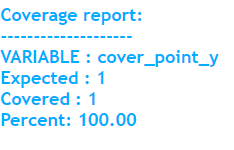 Coverage report:
--------------------
VARIABLE : cover_point_y
Expected : 1
Covered : 1
Percent: 100.00